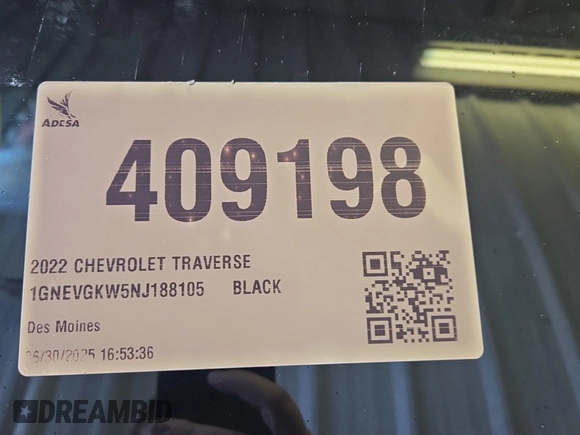 ADESA
409198
2022 CHEVROLET TRAVERSE
1GNEVGKW5NJ188105 BLACK
Des Moines
06/30/2025 16:53:36
DREAMBID